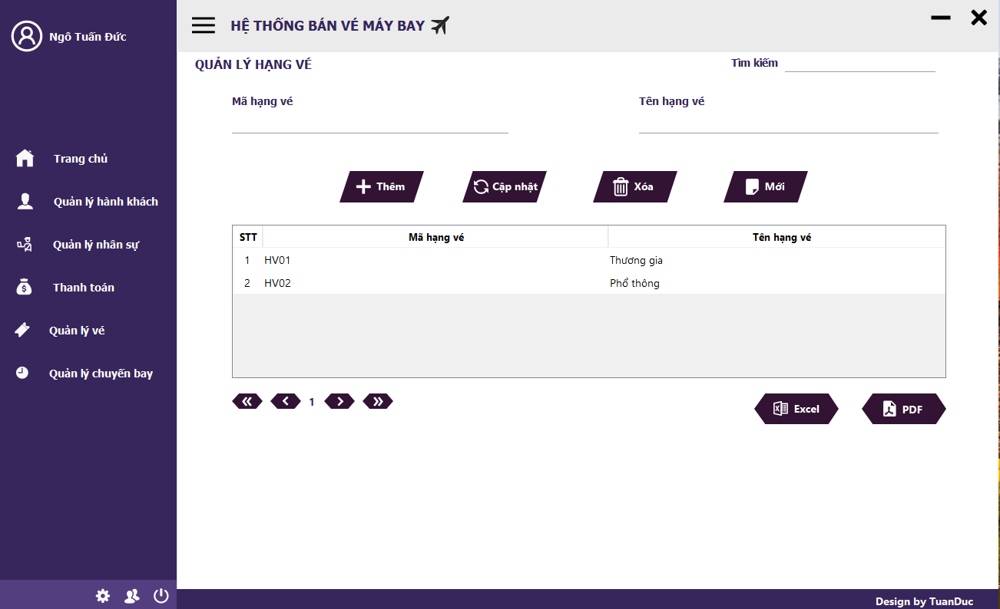 Ngô Tuấn Đức
HỆ THỐNG BÁN VÉ MÁY BAY
QUẢN LÝ HẠNG VÉ
Tìm kiếm
Mã hạng vé
Tên hạng vé
Trang chủ
Quản lý hành khách
Quản lý nhân sự
Thanh toán
Quản lý vé
Quản lý chuyến bay
Thêm
Cập nhật
Xóa
Mới
STT Mã hạng vé Tên hạng vé
1 HV01 Thương gia
2 HV02 Phổ thông
1
Excel
PDF
Design by TuanDuc